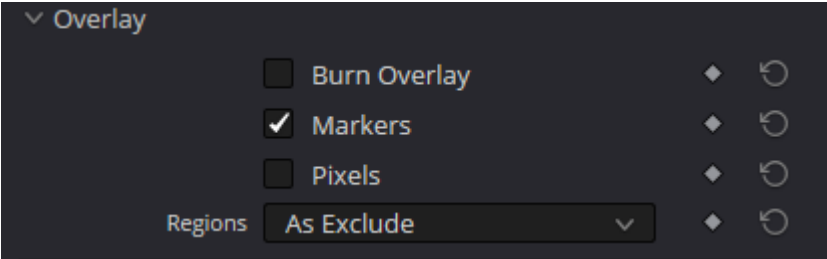 Overlay
Burn Overlay
Markers
Pixels
Regions As Exclude